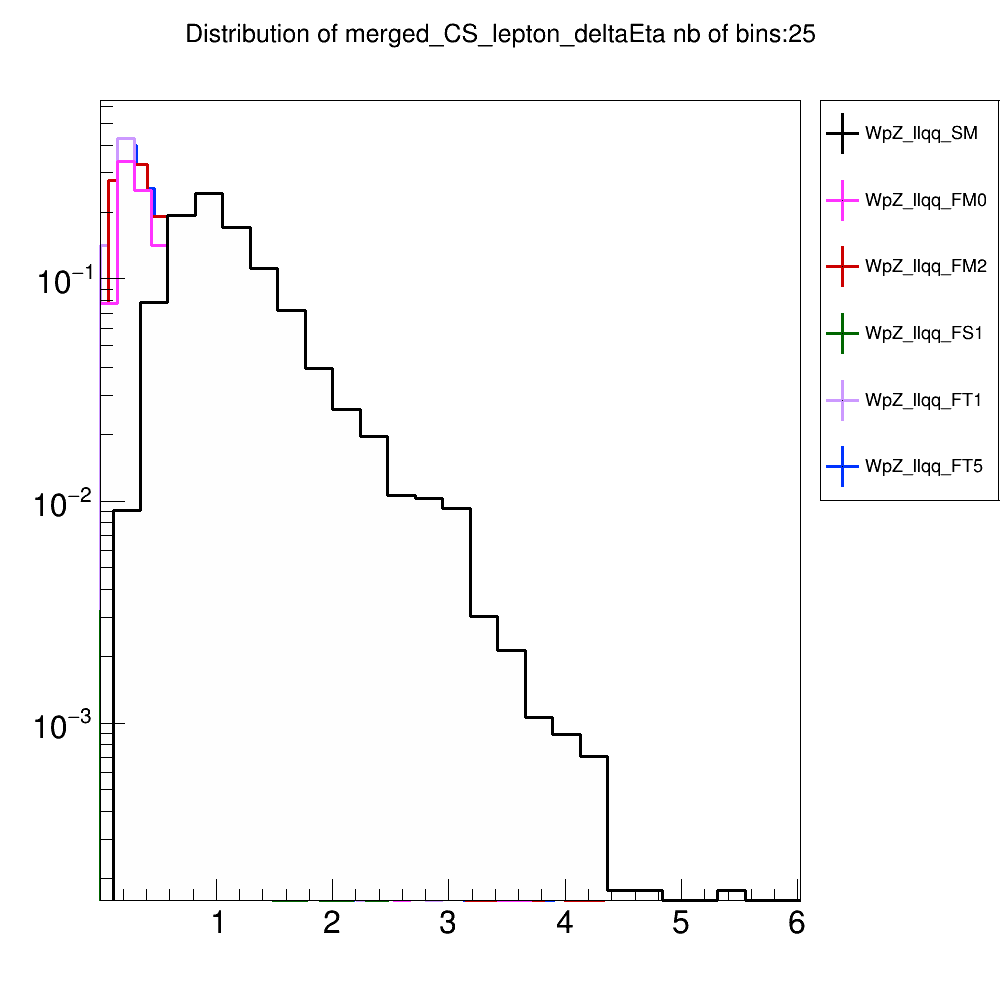 Distribution of merged_CS_lepton_deltaEta nb of bins:25
WpZ_llqq_SM
WpZ_llqq_FM0
WpZ_llqq_FM2
WpZ_llqq_FS1
WpZ_llqq_FT1
WpZ_llqq_FT5
10⁻¹
10⁻²
10⁻³
1 2 3 4 5 6